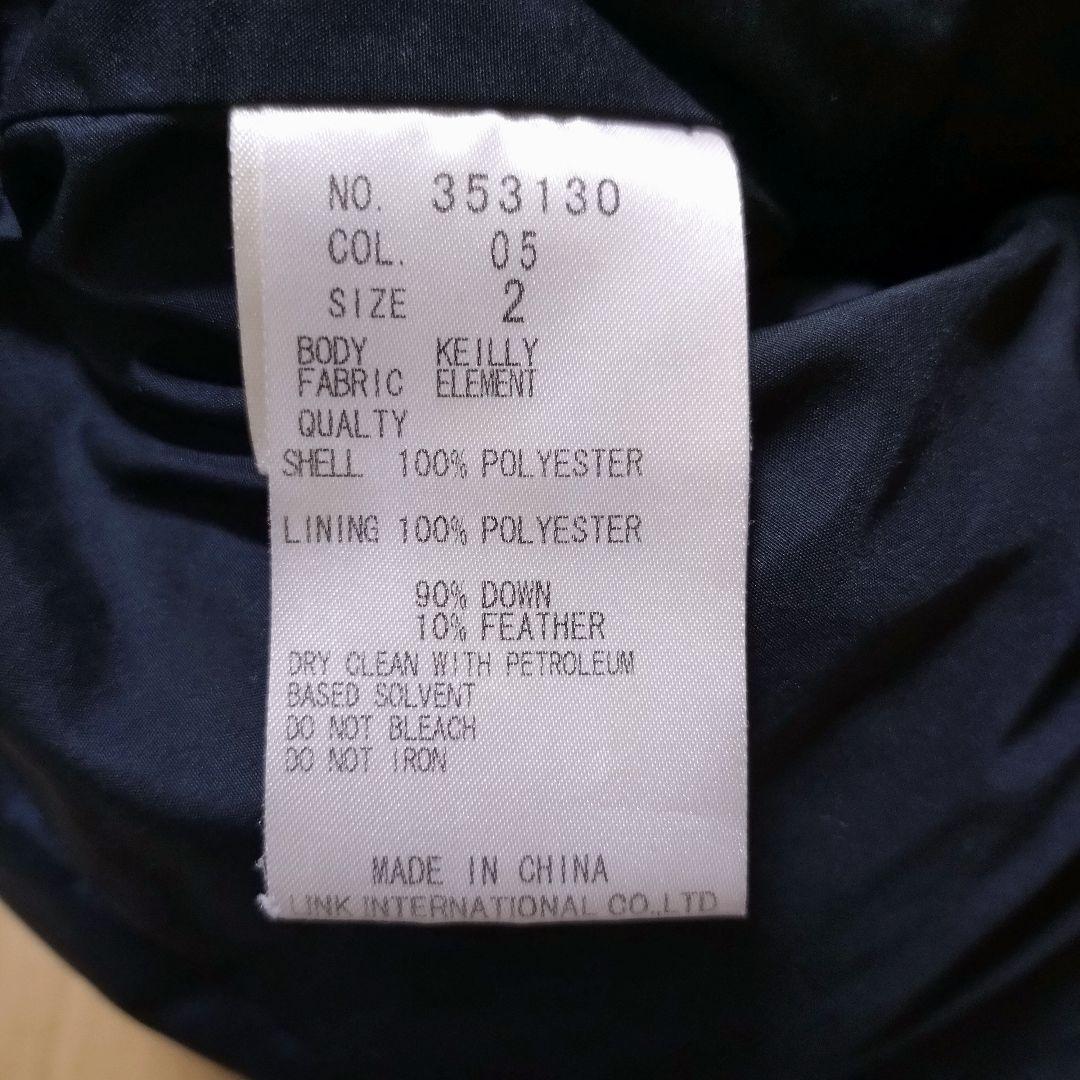 NO. 353130
COL. 05
SIZE 2
BODY KEILLY
FABRIC ELEMENT
QUALTY
SHELL 100% POLYESTER
LINING 100% POLYESTER
90% DOWN
10% FEATHER
DRY CLEAN WITH PETROLEUM
BASED SOLVENT
DO NOT BLEACH
DO NOT IRON
MADE IN CHINA
LINK INTERNATIONAL CO.,LTD